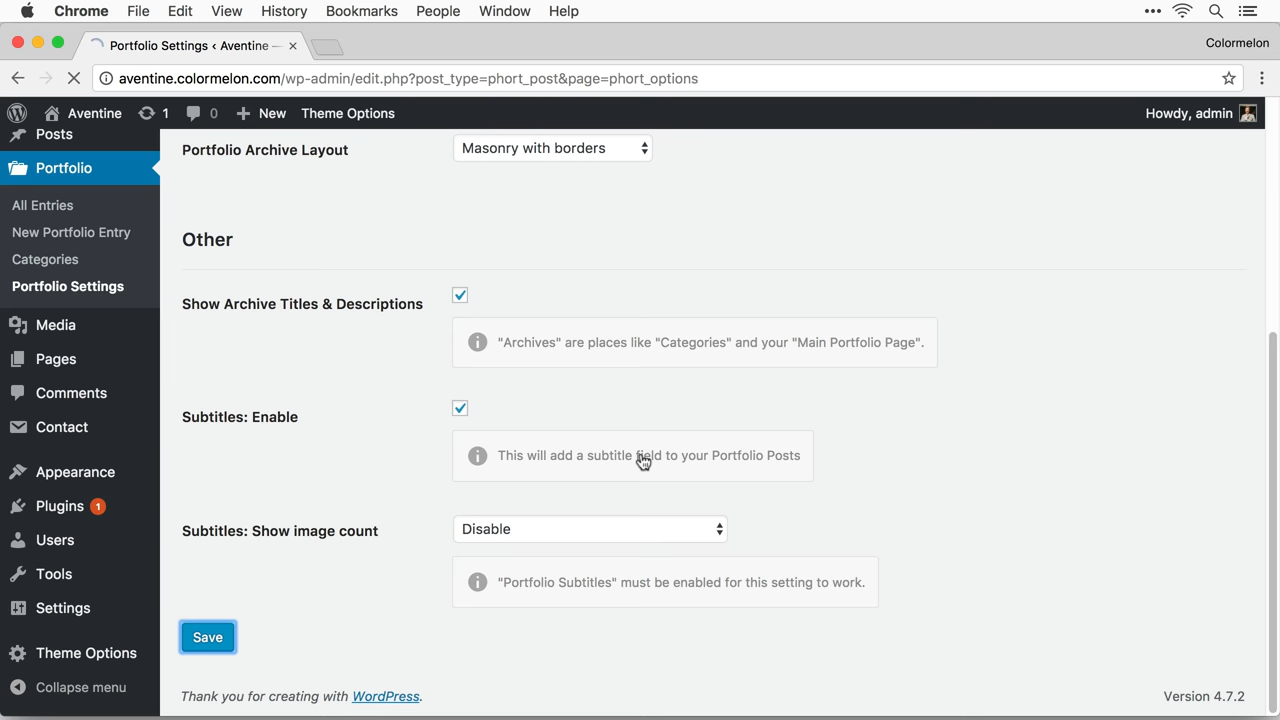 Chrome File Edit View History Bookmarks People Window Help
Portfolio Settings ‹ Aventine —
Colormelon
aventine.colormelon.com/wp-admin/edit.php?post_type=phort_post&page=phort_options
Aventine 1 0 New Theme Options Howdy, admin
Posts
Portfolio
All Entries
New Portfolio Entry
Categories
Portfolio Settings
Media
Pages
Comments
Contact
Appearance
Plugins 1
Users
Tools
Settings
Theme Options
Collapse menu
Portfolio Archive Layout Masonry with borders
Other
Show Archive Titles & Descriptions
"Archives" are places like "Categories" and your "Main Portfolio Page".
Subtitles: Enable
This will add a subtitle field to your Portfolio Posts
Subtitles: Show image count Disable
"Portfolio Subtitles" must be enabled for this setting to work.
Save
Thank you for creating with WordPress. Version 4.7.2